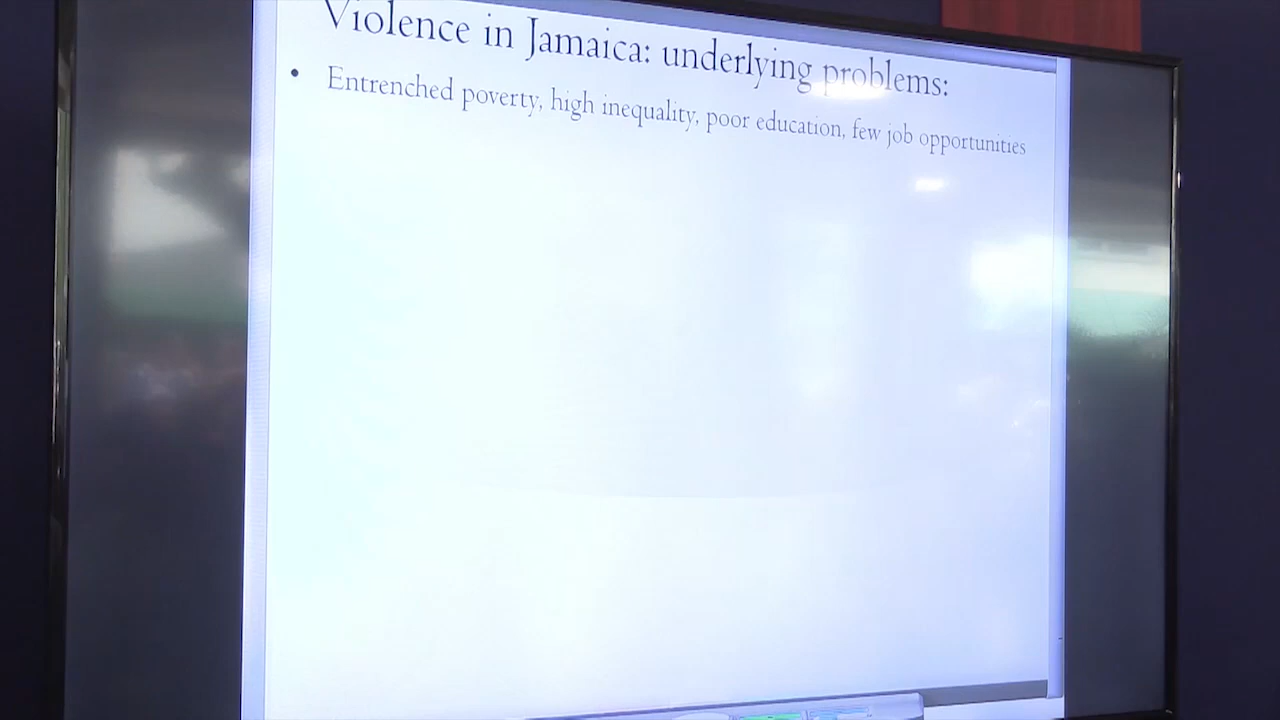 Violence in Jamaica: underlying problems:
• Entrenched poverty, high inequality, poor education, few job opportunities